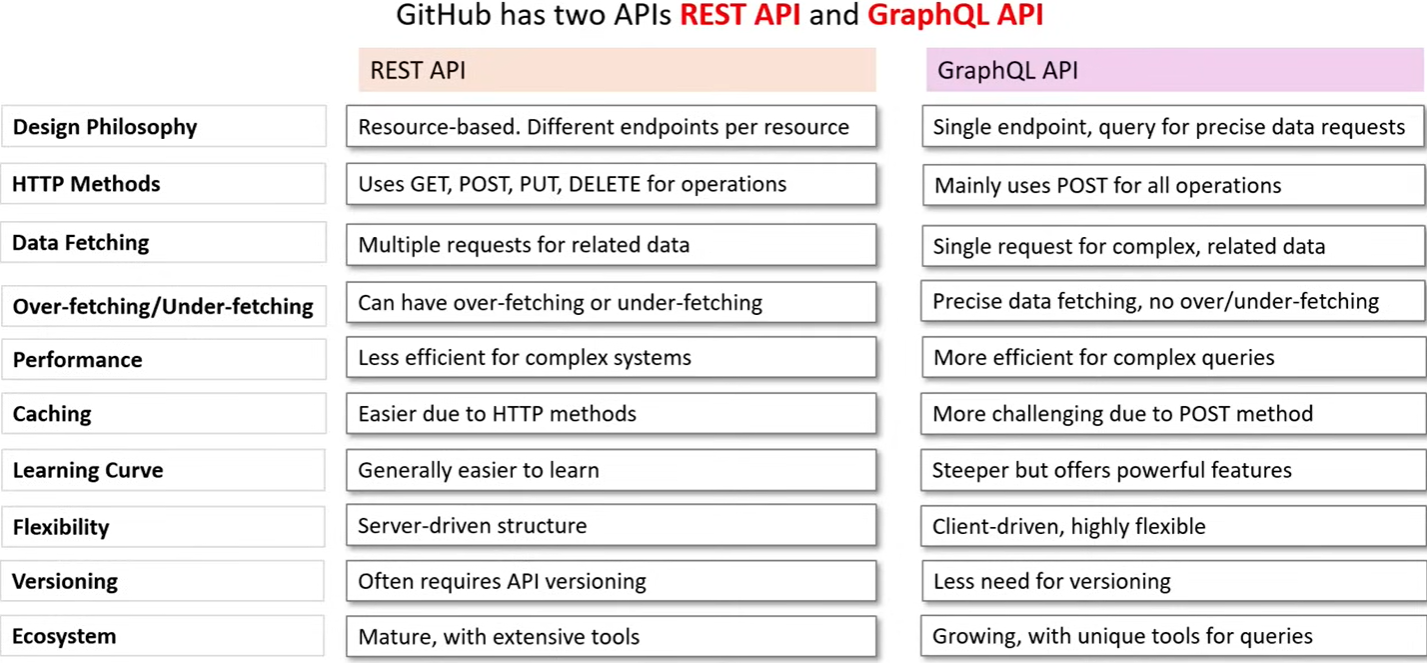 GitHub has two APIs REST API and GraphQL API
REST API GraphQL API
Design Philosophy Resource-based. Different endpoints per resource Single endpoint, query for precise data requests
HTTP Methods Uses GET, POST, PUT, DELETE for operations Mainly uses POST for all operations
Data Fetching Multiple requests for related data Single request for complex, related data
Over-fetching/Under-fetching Can have over-fetching or under-fetching Precise data fetching, no over/under-fetching
Performance Less efficient for complex systems More efficient for complex queries
Caching Easier due to HTTP methods More challenging due to POST method
Learning Curve Generally easier to learn Steeper but offers powerful features
Flexibility Server-driven structure Client-driven, highly flexible
Versioning Often requires API versioning Less need for versioning
Ecosystem Mature, with extensive tools Growing, with unique tools for queries